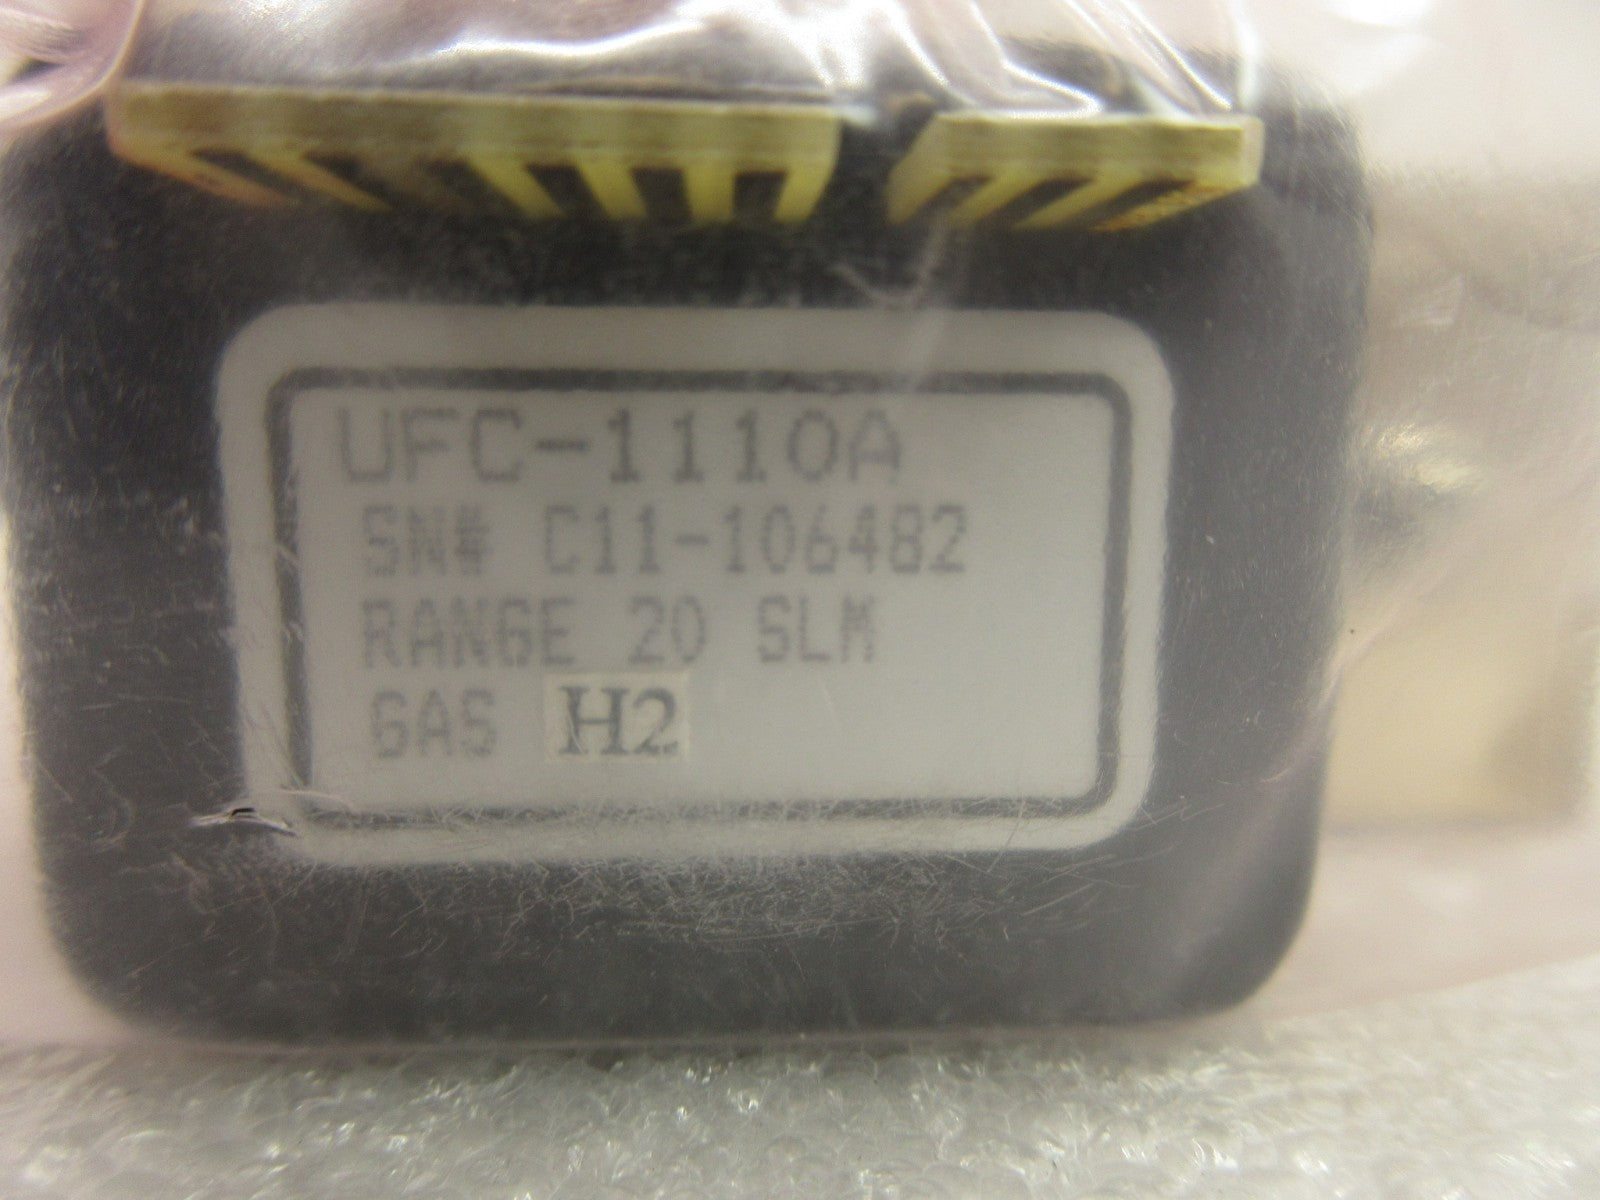 UFC-1110A
SN# C11-106482
RANGE 20 SLM
GAS H2